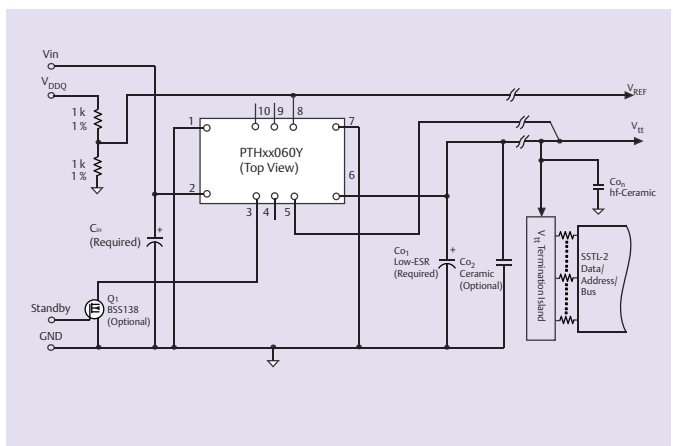 Vin
VDDQ
VREF
1 k
1 %
10 9 8
1
7
Vtt
PTHxx060Y
(Top View)
1 k
1 %
2
6
3 4 5
Con
hf-Ceramic
Cin
(Required)
Co1
Low-ESR
(Required)
Co2
Ceramic
(Optional)
Vtt Termination Island
SSTL-2
Data/
Address/
Bus
Standby
Q1
BSS138
(Optional)
GND
+
+